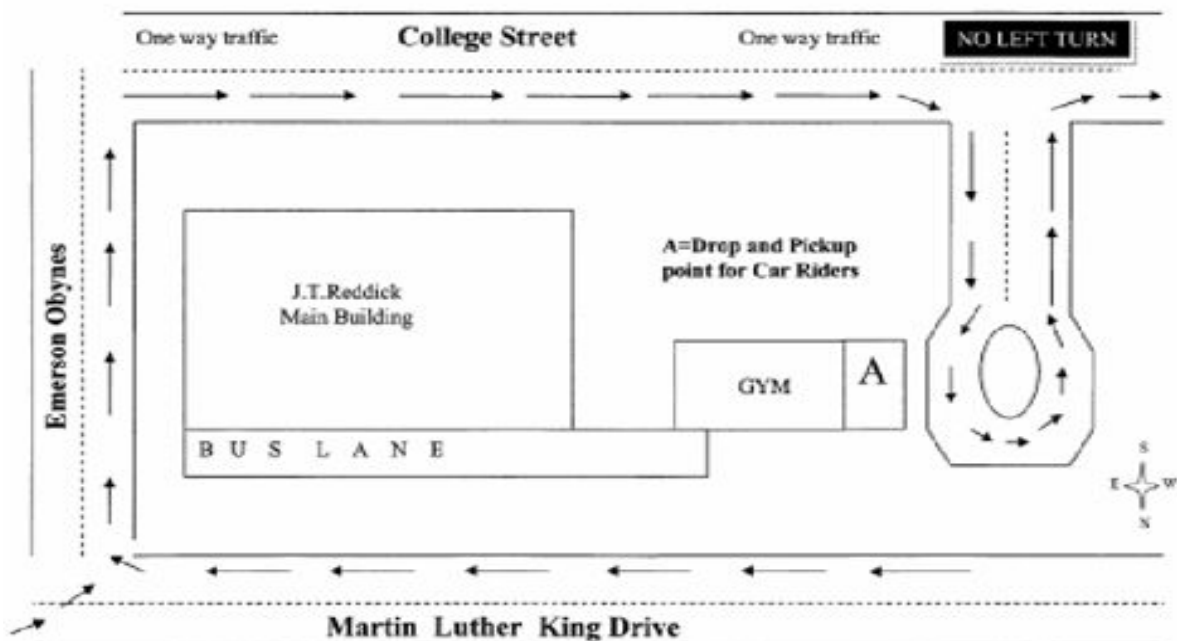 One way traffic College Street One way traffic NO LEFT TURN
Emerson Obynes
J.T.Reddick
Main Building
A=Drop and Pickup
point for Car Riders
GYM A
BUS LANE
S
E W
N
Martin Luther King Drive